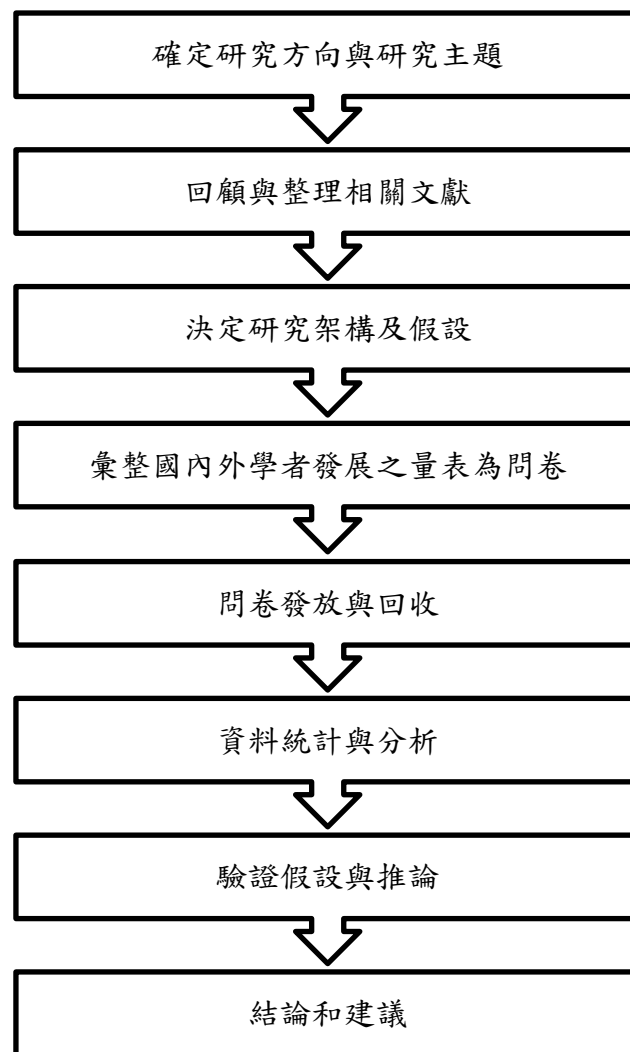 確定研究方向與研究主題
回顧與整理相關文獻
決定研究架構及假設
彙整國內外學者發展之量表為問卷
問卷發放與回收
資料統計與分析
驗證假設與推論
結論和建議